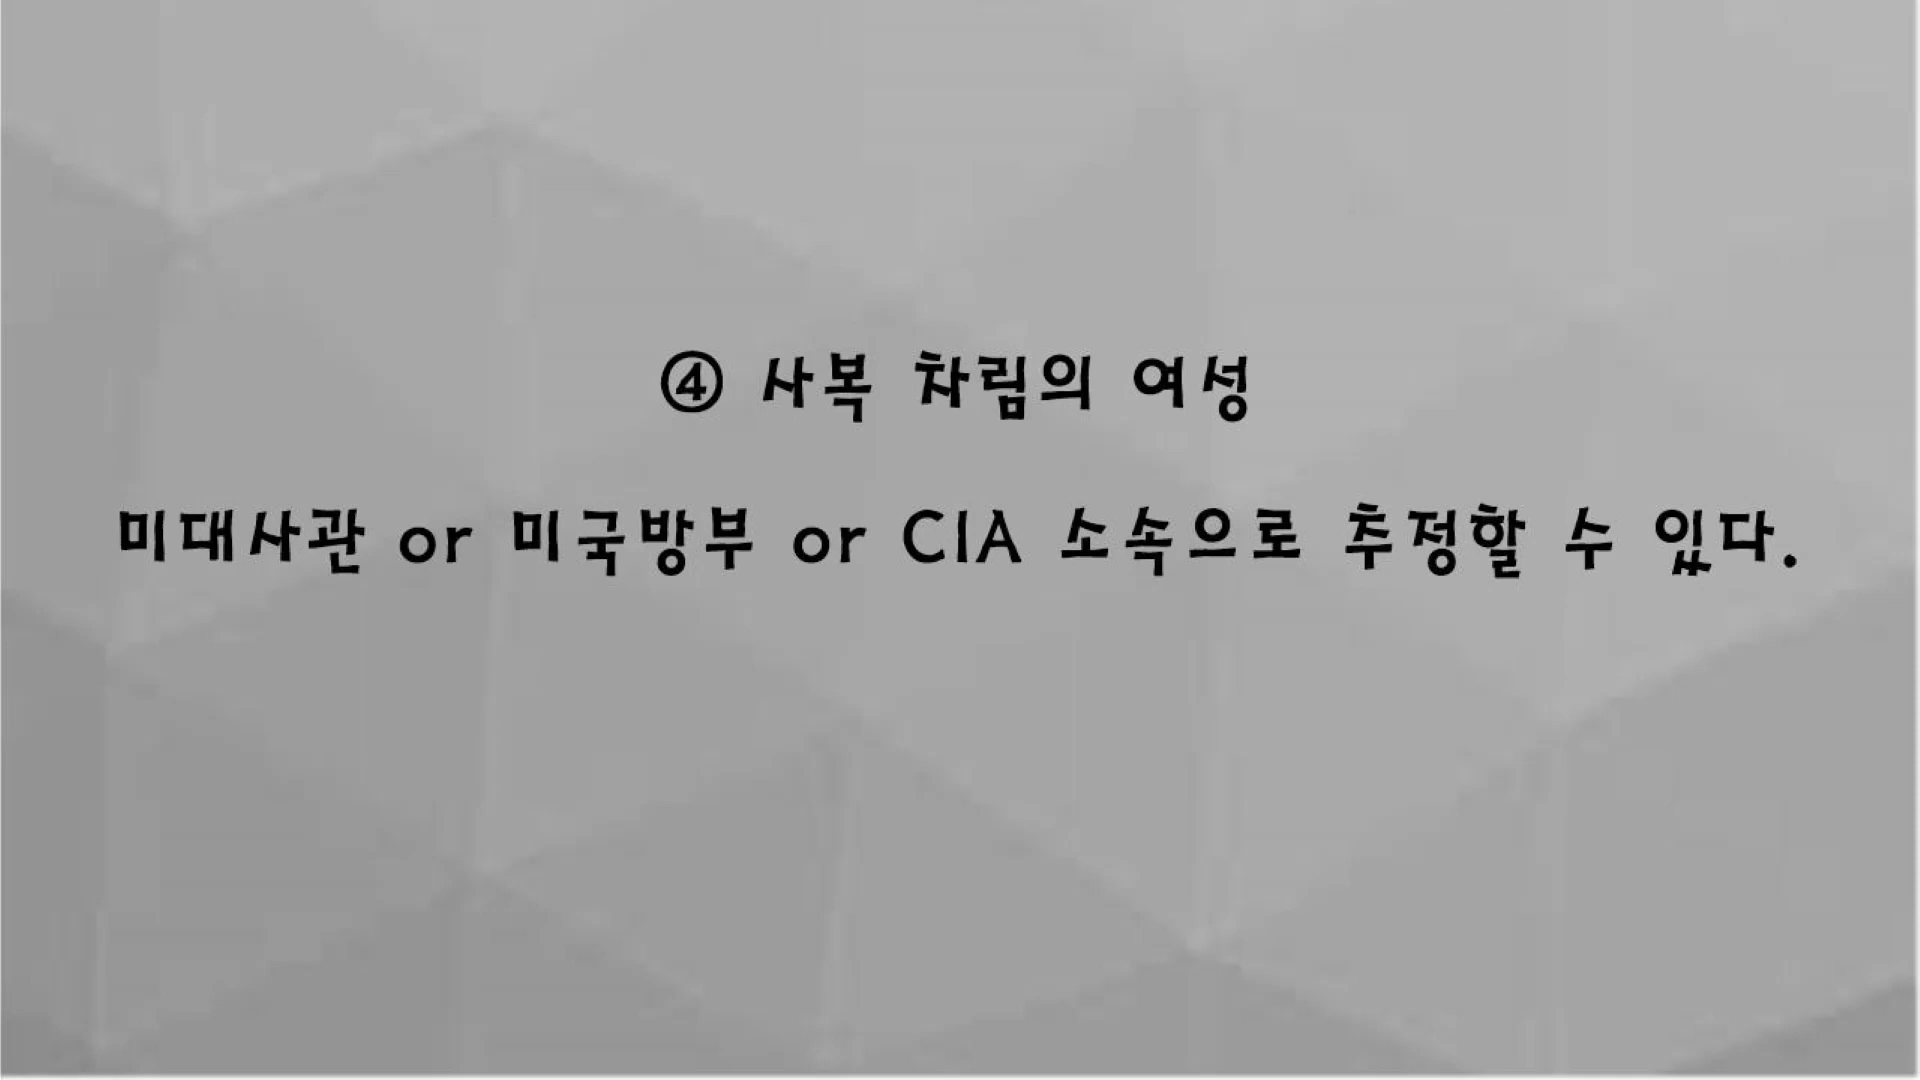 ④ 사복 차림의 여성
미대사관 or 미국방부 or CIA 소속으로 추정할 수 있다.